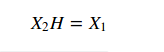 X₂H = X₁